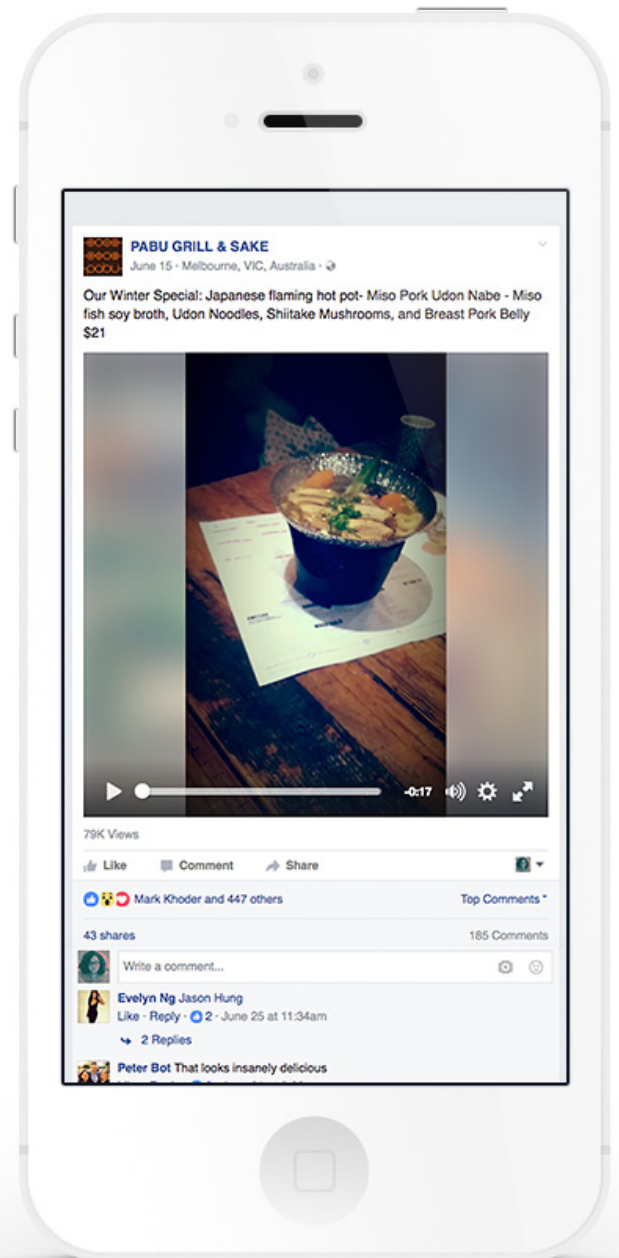 PABU GRILL & SAKE
June 15 · Melbourne, VIC, Australia ·
Our Winter Special: Japanese flaming hot pot- Miso Pork Udon Nabe - Miso
fish soy broth, Udon Noodles, Shiitake Mushrooms, and Breast Pork Belly
$21
-0:17
79K Views
Like Comment Share
Mark Khoder and 447 others Top Comments
43 shares 185 Comments
Write a comment...
Evelyn Ng Jason Hung
Like · Reply · 2 · June 25 at 11:34am
2 Replies
Peter Bot That looks insanely delicious